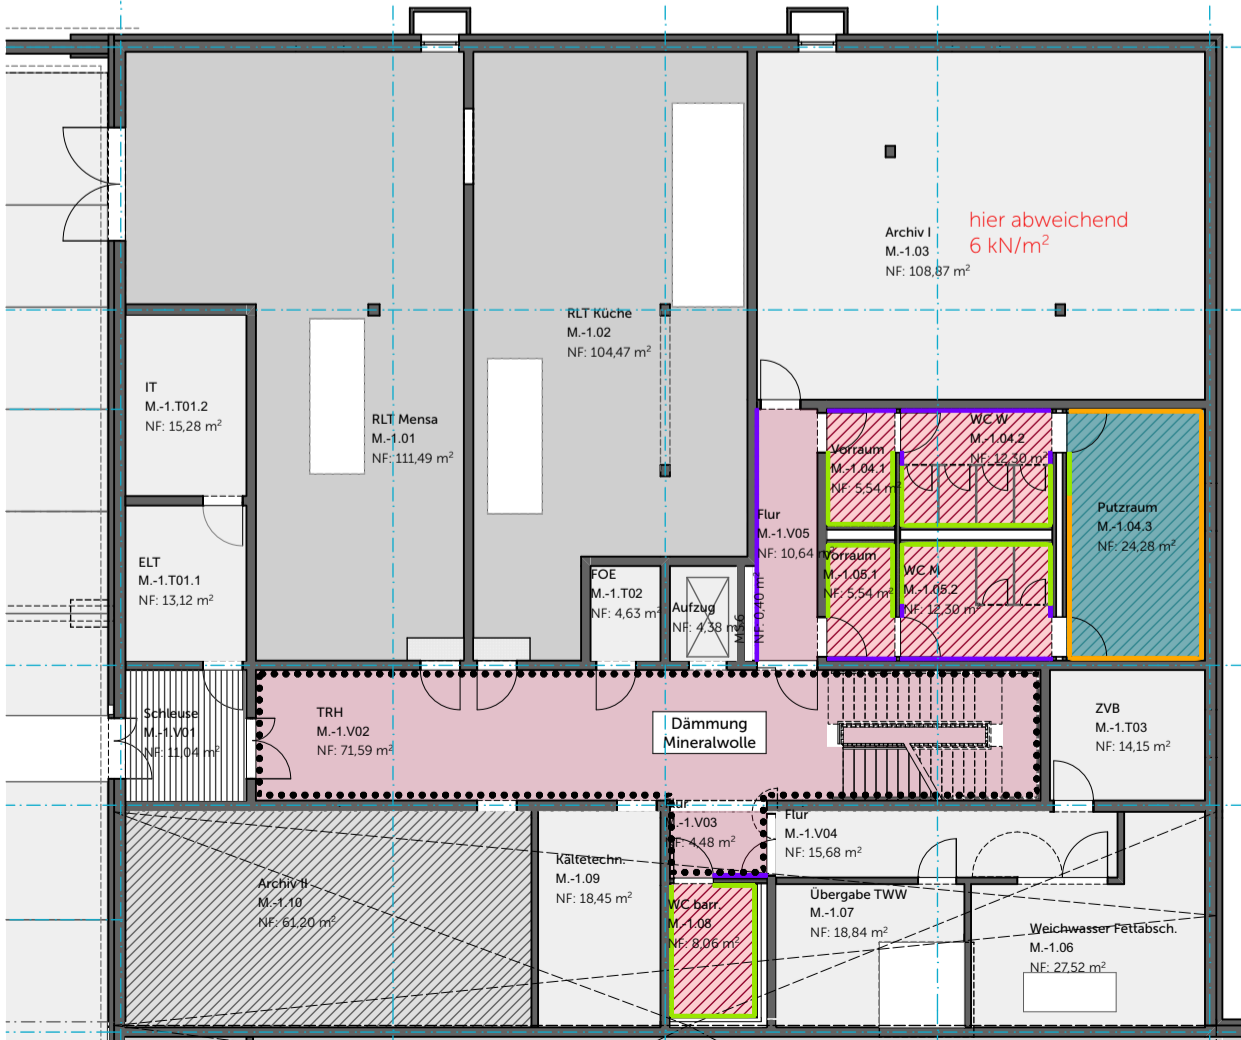 hier abweichend
6 kN/m²
Archiv I
M.-1.03
NF: 108,87 m²
RLT Küche
M.-1.02
NF: 104,47 m²
IT
M.-1.T01.2
NF: 15,28 m²
RLT Mensa
M.-1.01
NF: 111,49 m²
WC W
M.-1.04.2
NF: 12,30 m²
Vorraum
M.-1.04.1
NF: 5,54 m²
Putzraum
M.-1.04.3
NF: 24,28 m²
Flur
M.-1.V05
NF: 10,64 m²
ELT
M.-1.T01.1
NF: 13,12 m²
FOE
M.-1.T02
NF: 4,63 m²
Aufzug
NF: 4,38 m²
NF: 0,40 m²
Vorraum
M.-1.05.1
NF: 5,54 m²
WC M
M.-1.05.2
NF: 12,30 m²
Schleuse
M.-1.V01
NF: 11,04 m²
TRH
M.-1.V02
NF: 71,59 m²
Dämmung
Mineralwolle
ZVB
M.-1.T03
NF: 14,15 m²
Flur
M.-1.V03
NF: 4,48 m²
Flur
M.-1.V04
NF: 15,68 m²
Kältetechn.
M.-1.09
NF: 18,45 m²
Archiv II
M.-1.10
NF: 61,20 m²
WC barr.
M.-1.08
NF: 8,06 m²
Übergabe TWW
M.-1.07
NF: 18,84 m²
Weichwasser Fettabsch.
M.-1.06
NF: 27,52 m²